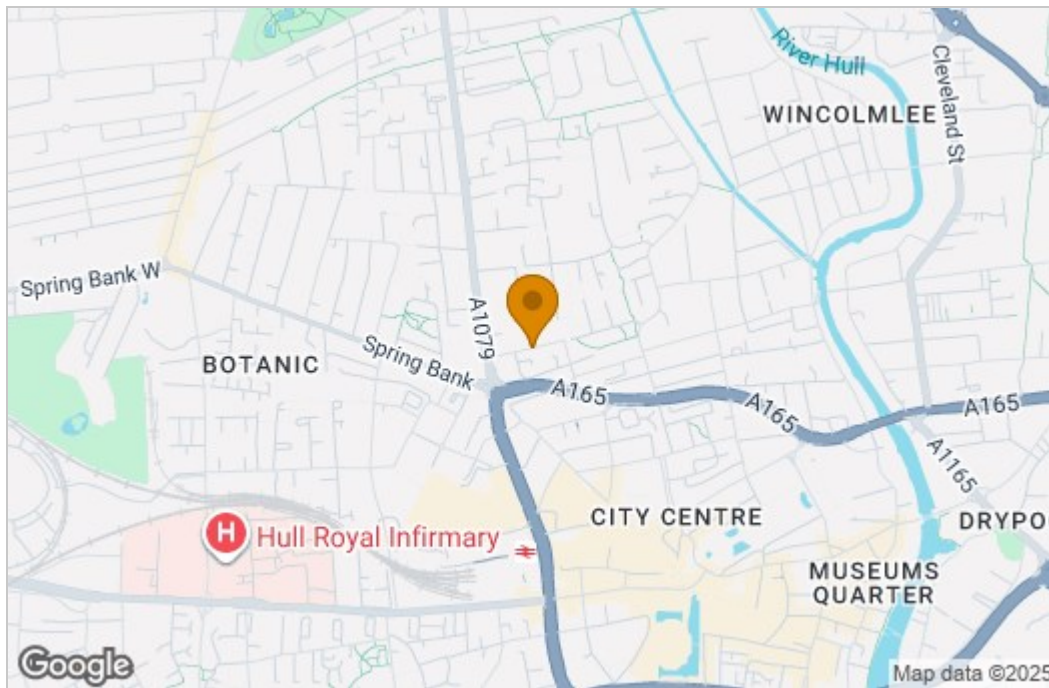 River Hull
Cleveland St
WINCOLMLEE
Spring Bank W
A1079
BOTANIC
Spring Bank
A165
A165
A165
A1165
CITY CENTRE
DRYPO
H
Hull Royal Infirmary
MUSEUMS
QUARTER
Google
Map data ©2025